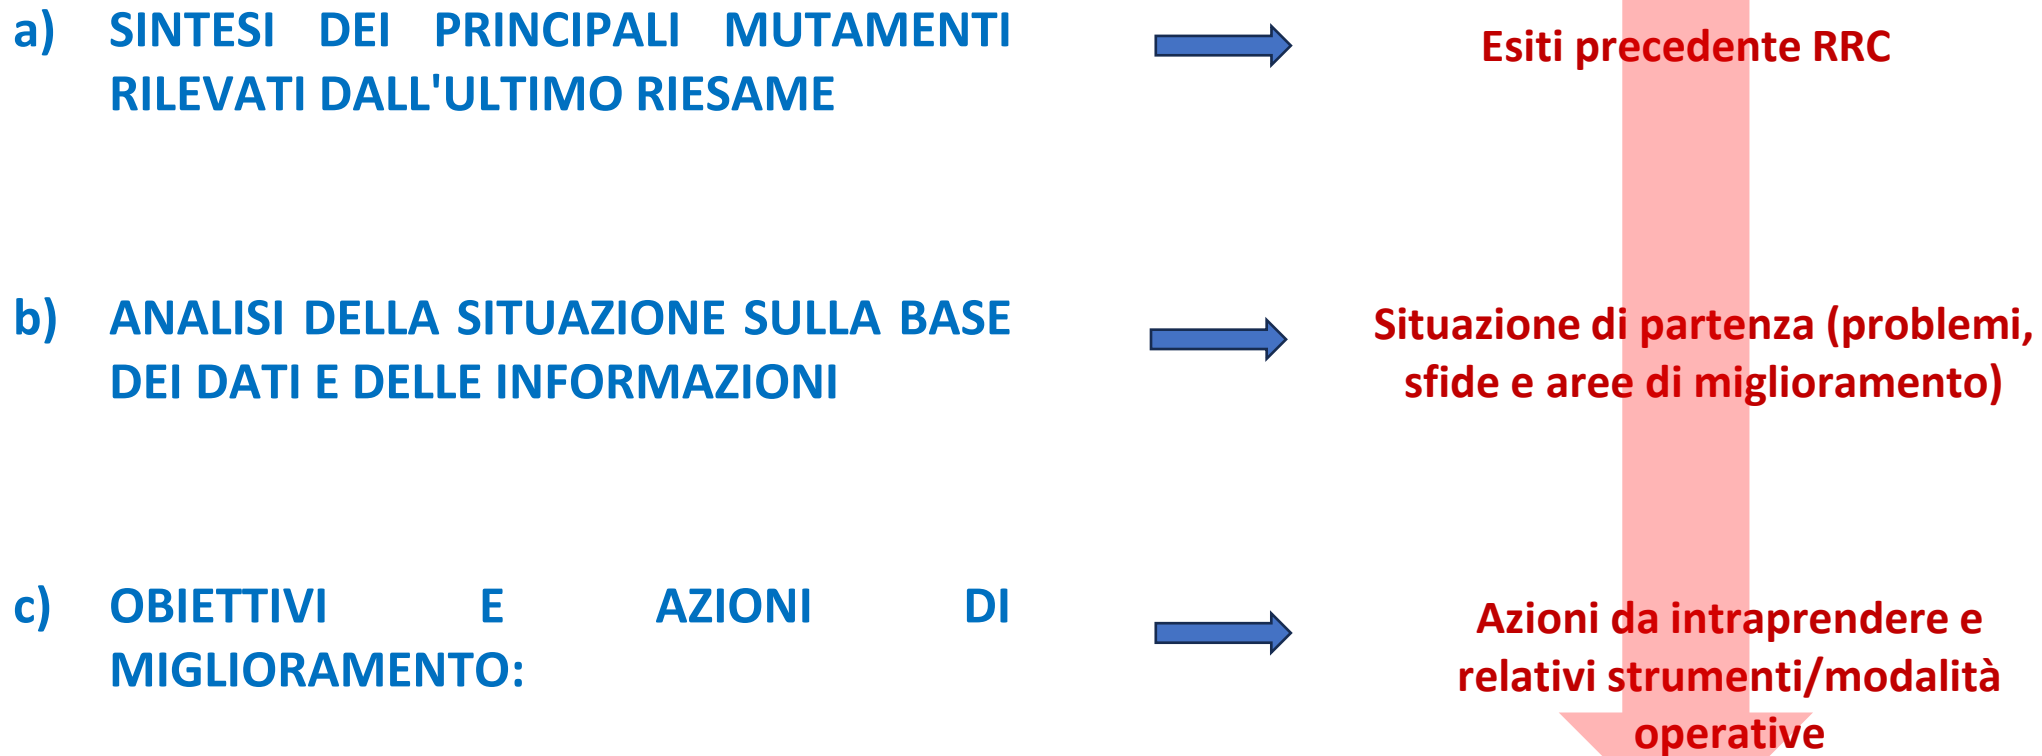 a) SINTESI DEI PRINCIPALI MUTAMENTI
RILEVATI DALL'ULTIMO RIESAME
Esiti precedente RRC
b) ANALISI DELLA SITUAZIONE SULLA BASE
DEI DATI E DELLE INFORMAZIONI
Situazione di partenza (problemi,
sfide e aree di miglioramento)
c) OBIETTIVI E AZIONI DI
MIGLIORAMENTO:
Azioni da intraprendere e
relativi strumenti/modalità
operative